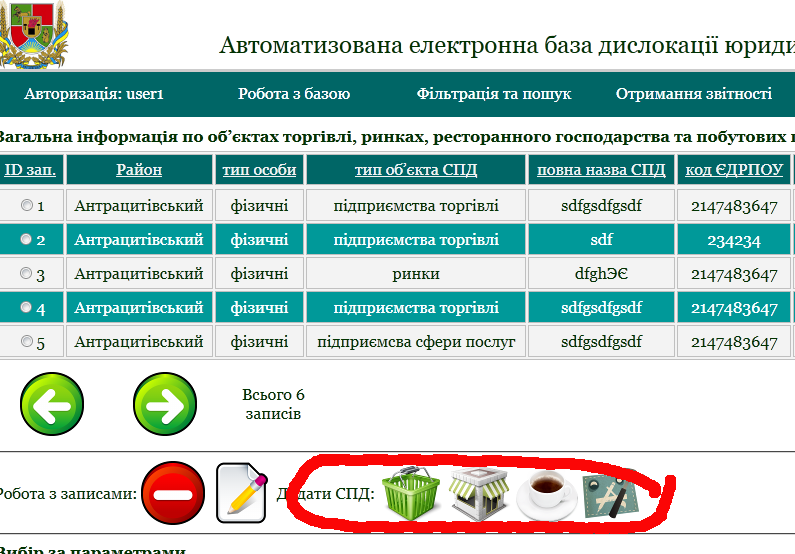 Автоматизована електронна база дислокації юриди
Авторизація: user1 Робота з базою Фільтрація та пошук Отримання звітності
Загальна інформація по об'єктах торгівлі, ринках, ресторанного господарства та побутових
ID зап. Район тип особи тип об'єкта СПД повна назва СПД код ЄДРПОУ
1 Антрацитівський фізичні підприємства торгівлі sdfgsdfgsdf 2147483647
2 Антрацитівський фізичні підприємства торгівлі sdf 234234
3 Антрацитівський фізичні ринки dfghЭЄ 2147483647
4 Антрацитівський фізичні підприємства торгівлі sdfgsdfgsdf 2147483647
5 Антрацитівський фізичні підприємсва сфери послуг sdfgsdfgsdf 2147483647
Всього 6
записів
Робота з записами: Додати СПД:
Вибір за параметрами